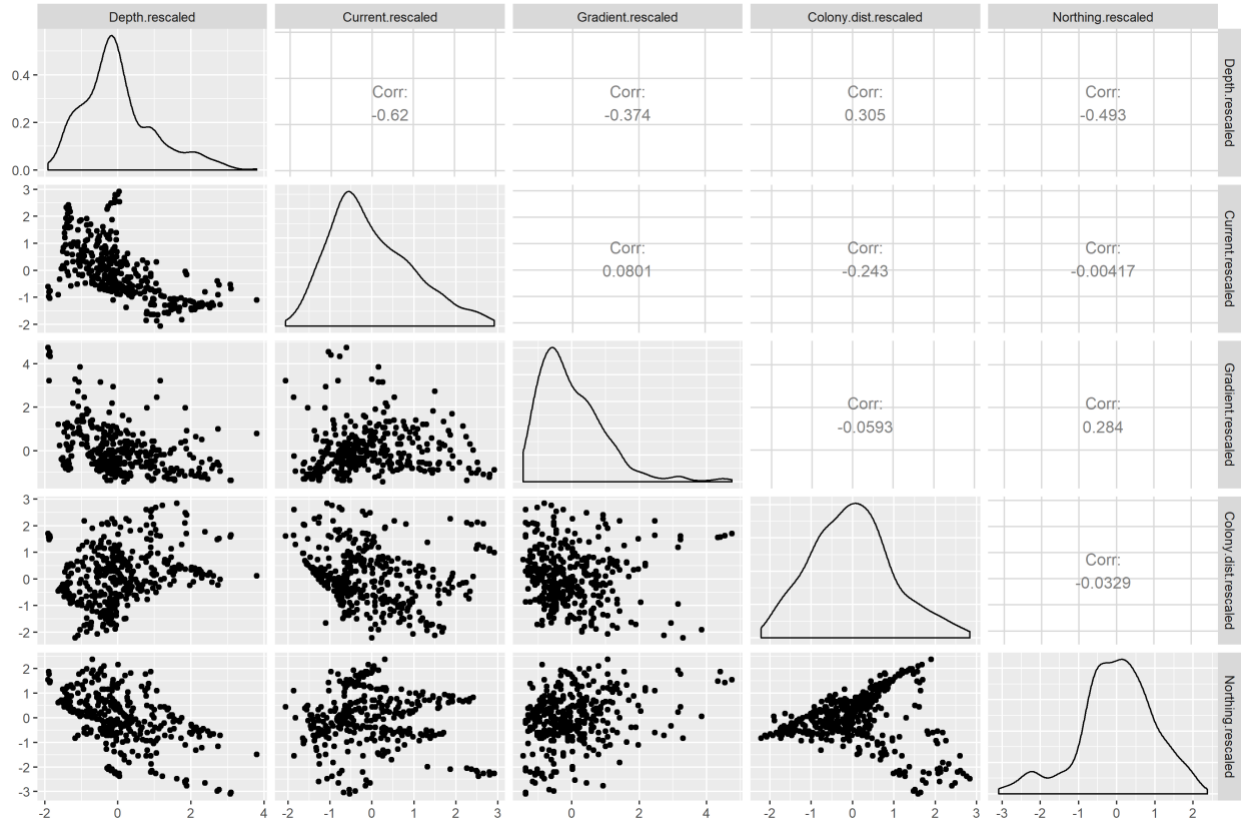 Depth.rescaled
Current.rescaled
Gradient.rescaled
Colony.dist.rescaled
Northing.rescaled
0.4
0.2
0.0
Corr:
-0.62
Corr:
-0.374
Corr:
0.305
Corr:
-0.493
Depth.rescaled
3
2
1
0
-1
-2
Corr:
0.0801
Corr:
-0.243
Corr:
-0.00417
Current.rescaled
4
2
0
Corr:
-0.0593
Corr:
0.284
Gradient.rescaled
3
2
1
0
-1
-2
Corr:
-0.0329
Colony.dist.rescaled
2
1
0
-1
-2
-3
Northing.rescaled
0 2 4
-2 -1 0 1 2 3
0 2 4
-2 -1 0 1 2 3
-3 -2 -1 0 1 2